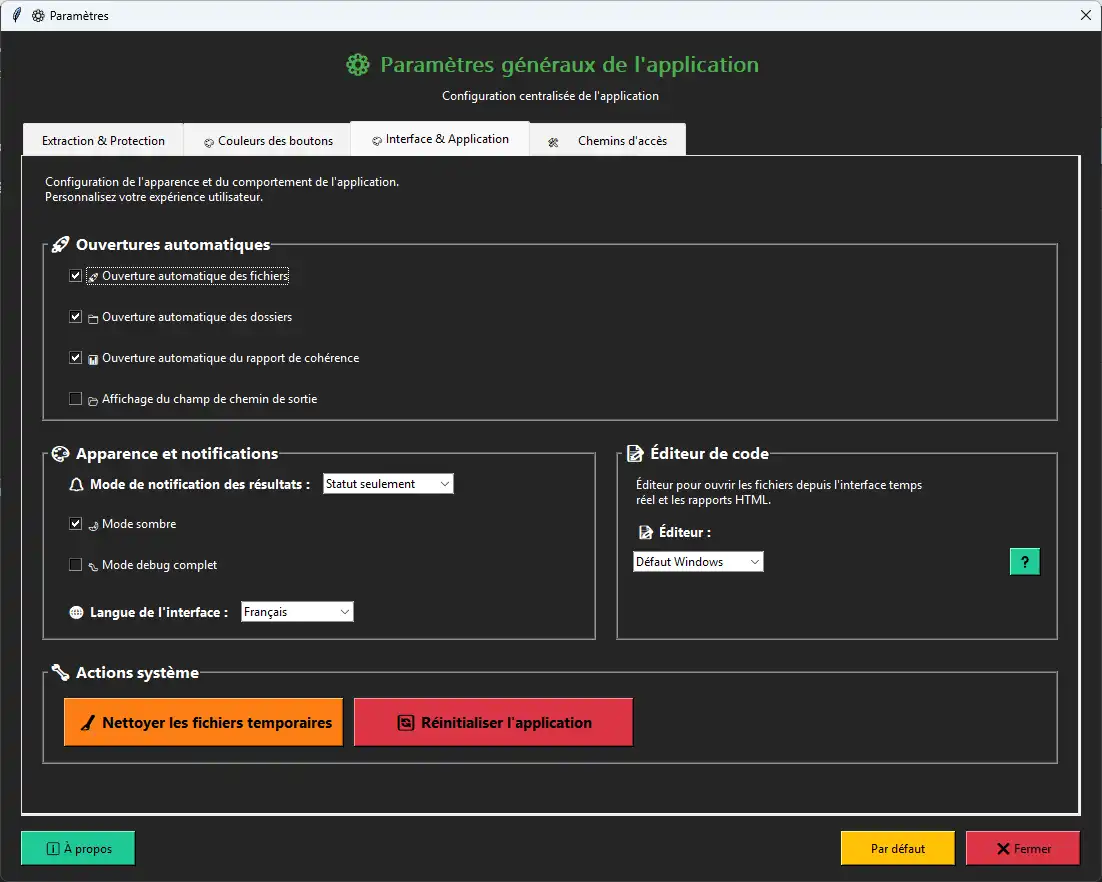 Paramètres
Paramètres généraux de l'application
Configuration centralisée de l'application
Extraction & Protection
Couleurs des boutons
Interface & Application
Chemins d'accès
Configuration de l'apparence et du comportement de l'application.
Personnalisez votre expérience utilisateur.
Ouvertures automatiques
Ouverture automatique des fichiers
Ouverture automatique des dossiers
Ouverture automatique du rapport de cohérence
Affichage du champ de chemin de sortie
Apparence et notifications
Mode de notification des résultats :
Statut seulement
Mode sombre
Mode debug complet
Langue de l'interface :
Français
Éditeur de code
Éditeur pour ouvrir les fichiers depuis l'interface temps
réel et les rapports HTML.
Éditeur :
Défaut Windows
?
Actions système
Nettoyer les fichiers temporaires
Réinitialiser l'application
À propos
Par défaut
Fermer